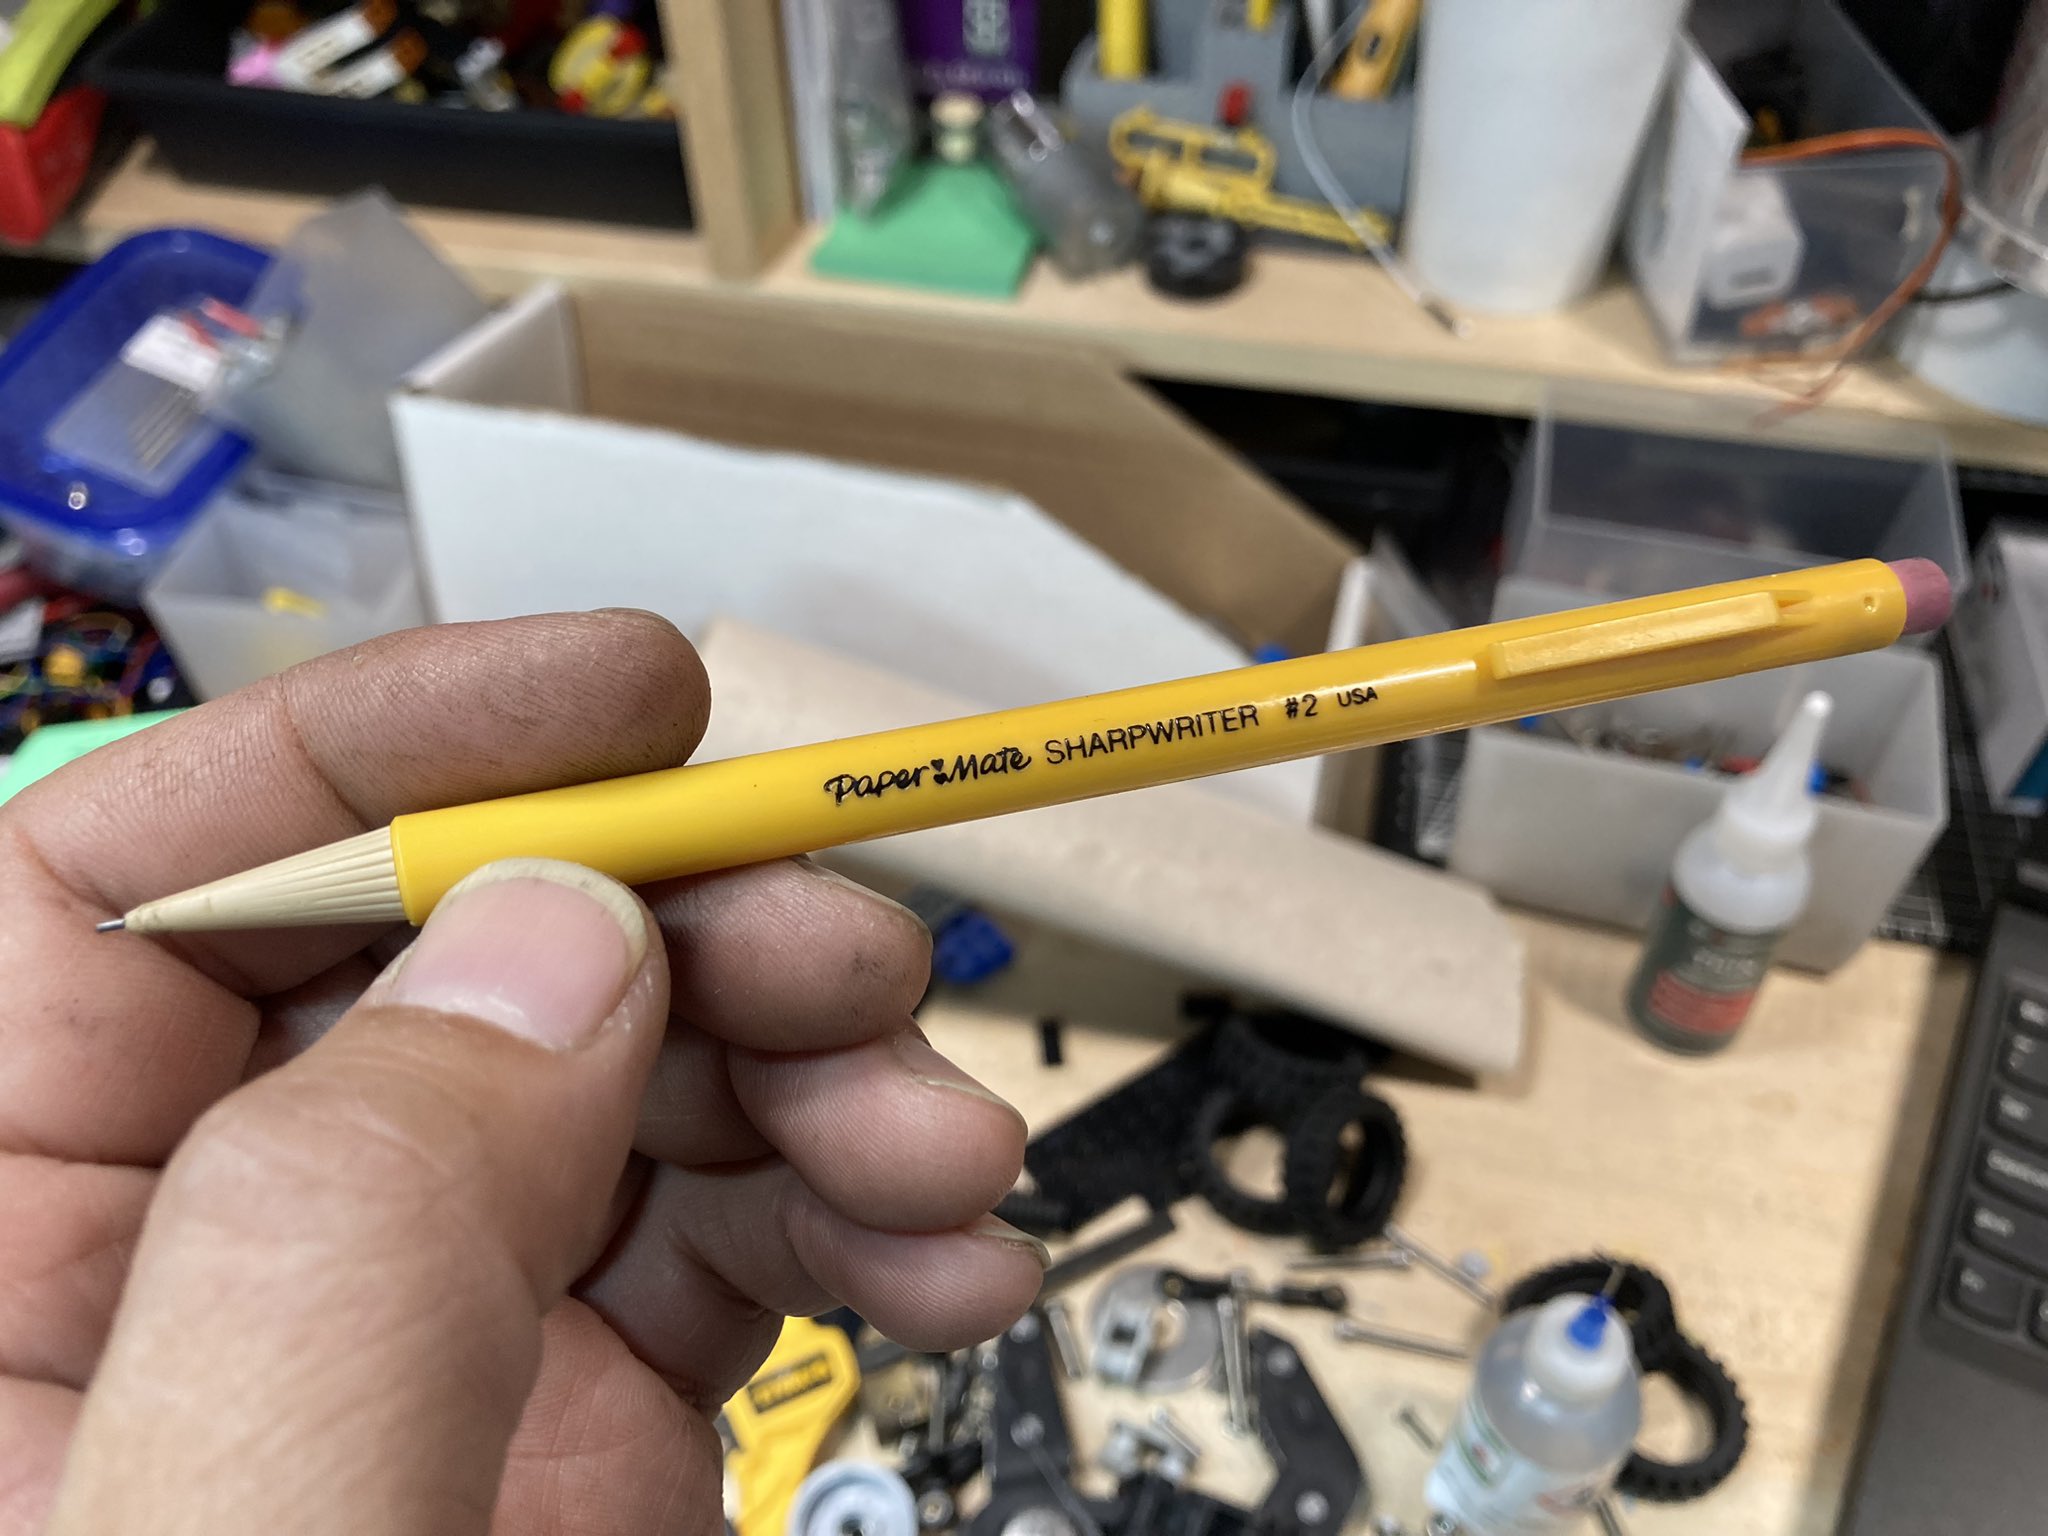 Paper Mate SHARPWRITER #2 USA